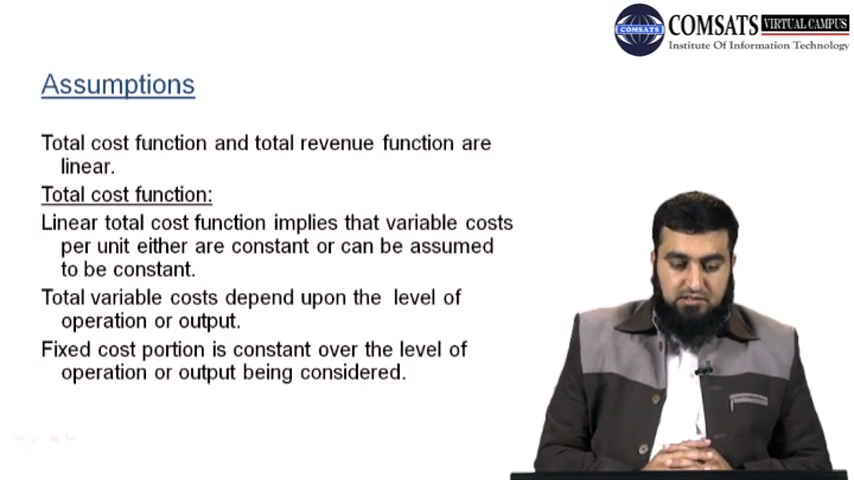 COMSATS
COMSATS VIRTUAL CAMPUS
Institute Of Information Technology
Assumptions
Total cost function and total revenue function are
linear.
Total cost function:
Linear total cost function implies that variable costs
per unit either are constant or can be assumed
to be constant.
Total variable costs depend upon the level of
operation or output.
Fixed cost portion is constant over the level of
operation or output being considered.